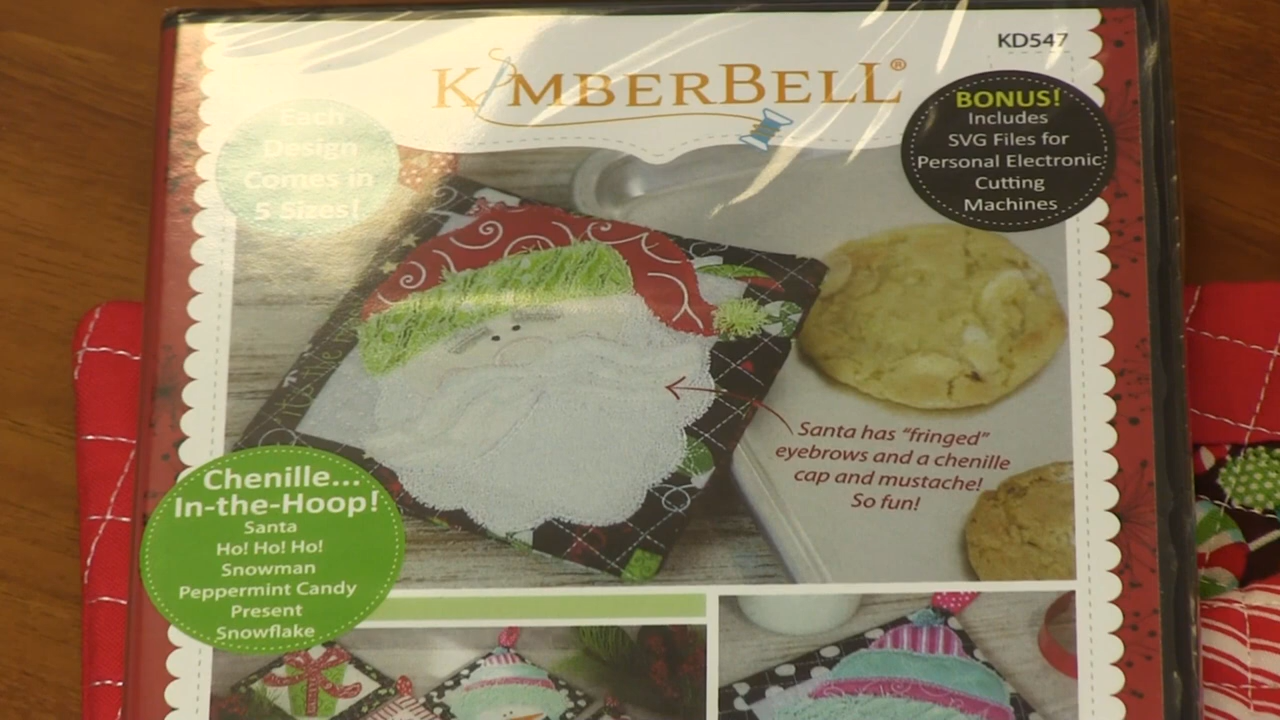 KD547
KIMBERBELL®
Each
Design
Comes in
5 Sizes!
BONUS!
Includes
SVG Files for
Personal Electronic
Cutting
Machines
Santa has "fringed"
eyebrows and a chenille
cap and mustache!
So fun!
Chenille...
In-the-Hoop!
Santa
Ho! Ho! Ho!
Snowman
Peppermint Candy
Present
Snowflake